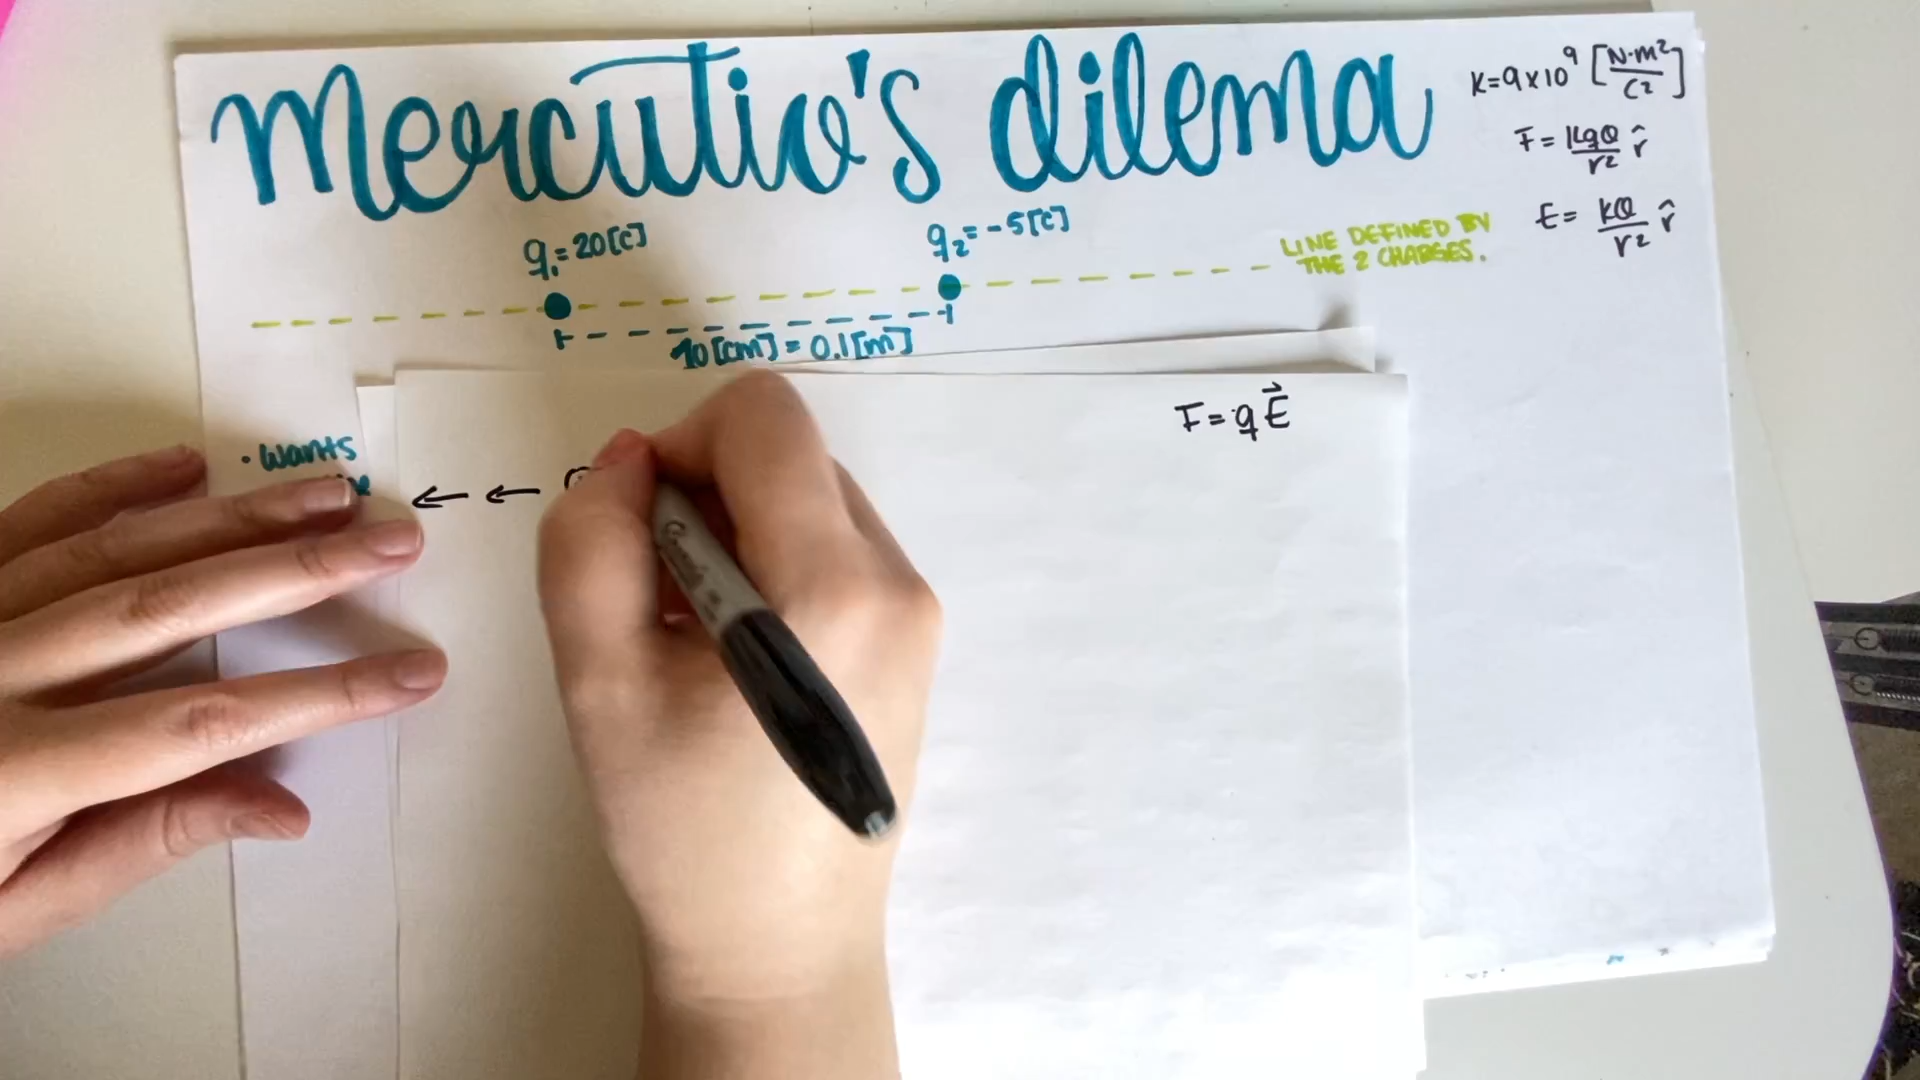 Mercutio's dilema
K=9x10⁹ [N·m²/C²]
F = KqQ/r² r̂
E = kQ/r² r̂
q₁=20[C]
q₂=-5[C]
LINE DEFINED BY
THE 2 CHARGES.
10[cm] = 0.1[m]
F = qE⃗
· wants
← ←